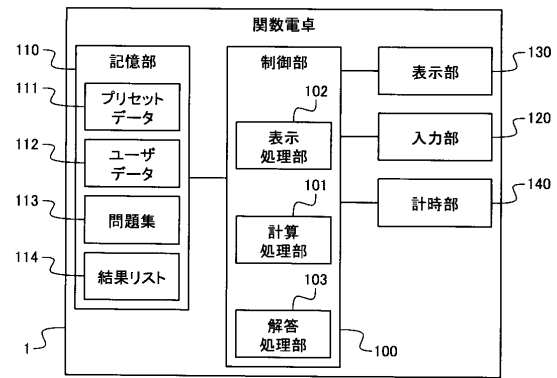 関数電卓
110
記憶部
111
プリセット
データ
112
ユーザ
データ
113
問題集
114
結果リスト
1
制御部
102
表示
処理部
101
計算
処理部
103
解答
処理部
100
表示部
130
入力部
120
計時部
140